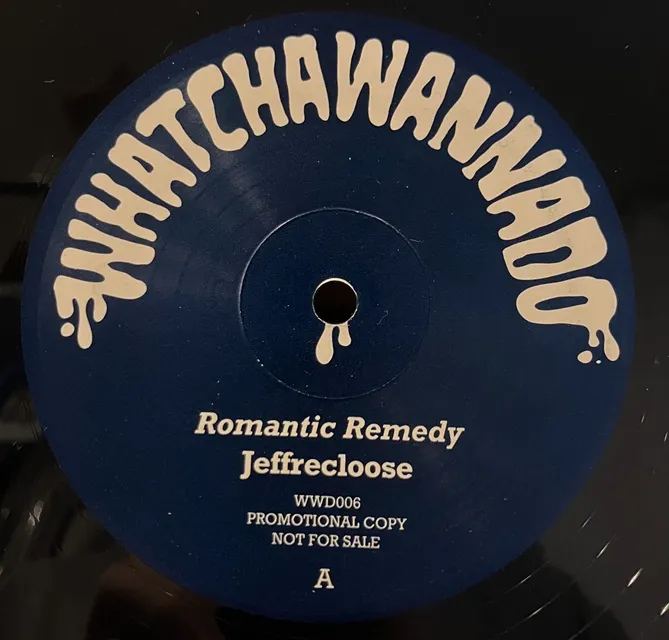 WHATCHAWANNADO
Romantic Remedy
Jeffrecloose
WWD006
PROMOTIONAL COPY
NOT FOR SALE
A